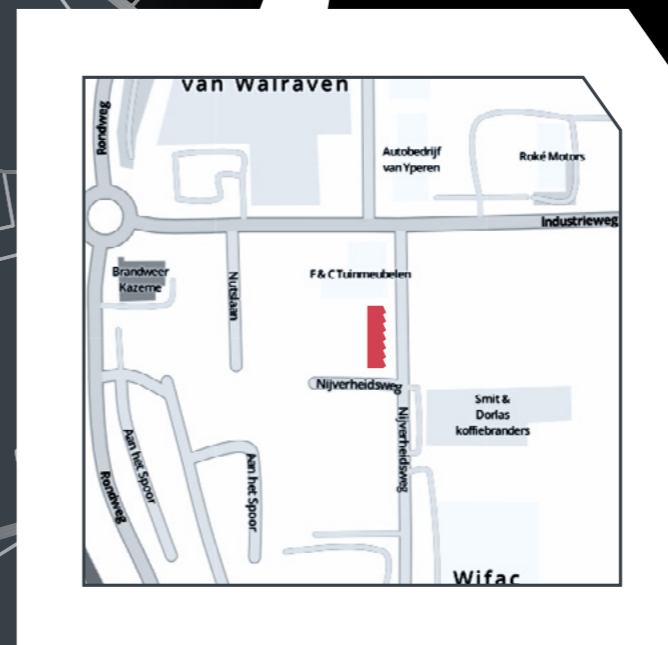 van Walraven
Rondweg
Autobedrijf
van Yperen
Roké Motors
Industrieweg
Brandweer
Kazerne
Nutslaan
F & C Tuinmeubelen
Nijverheidsweg
Smit &
Dorlas
koffiebranders
Nijverheidsweg
Aan het Spoor
Aan het Spoor
Rondweg
Wifac